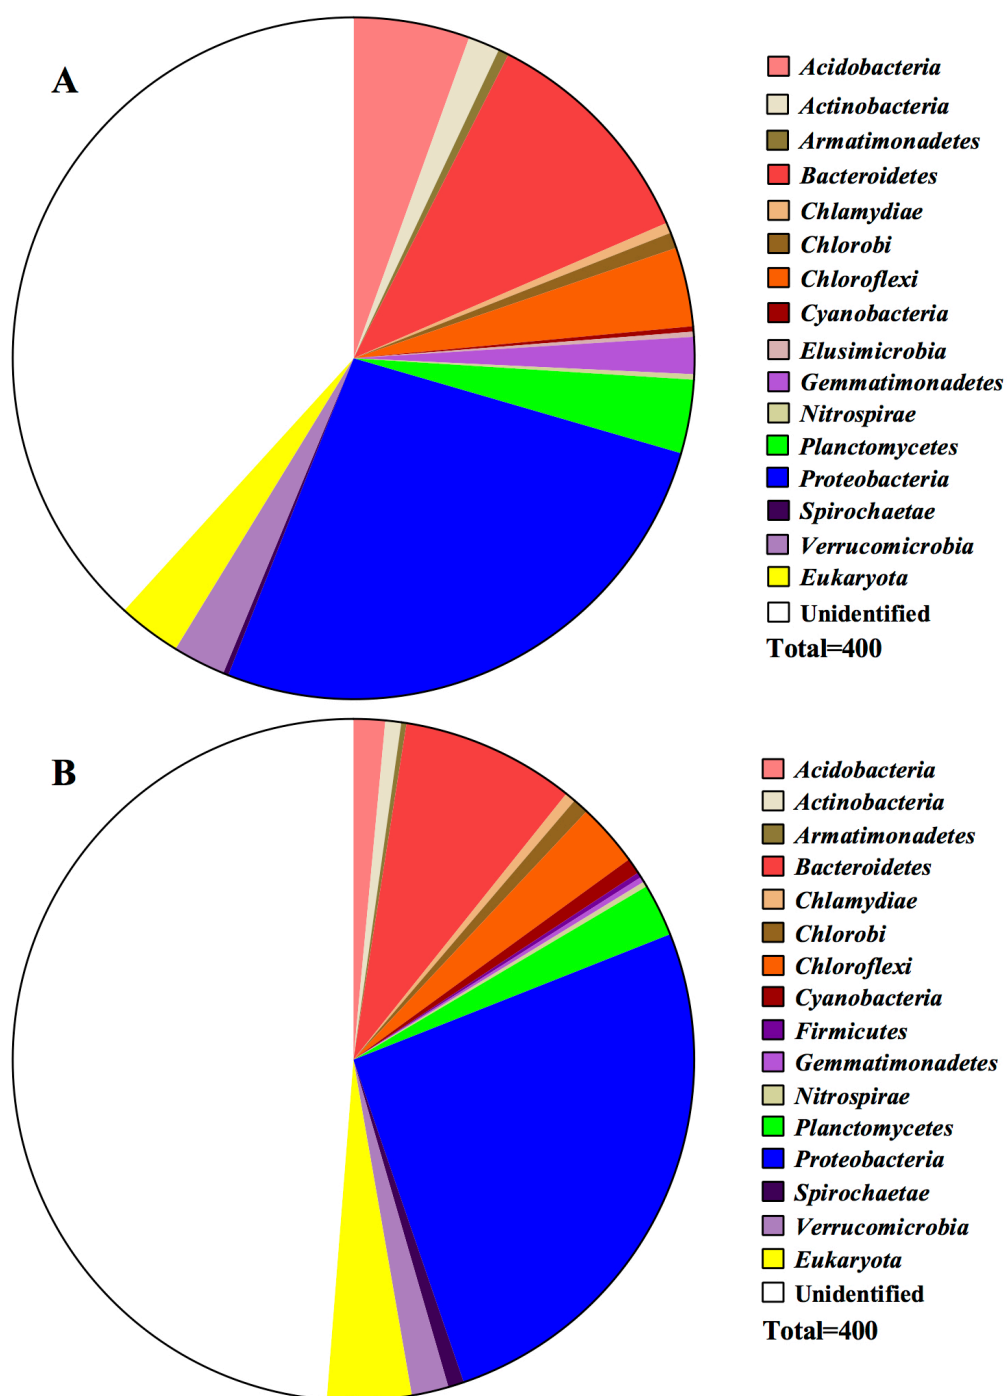 A
Acidobacteria
Actinobacteria
Armatimonadetes
Bacteroidetes
Chlamydiae
Chlorobi
Chloroflexi
Cyanobacteria
Elusimicrobia
Gemmatimonadetes
Nitrospirae
Planctomycetes
Proteobacteria
Spirochaetae
Verrucomicrobia
Eukaryota
Unidentified
Total=400
B
Acidobacteria
Actinobacteria
Armatimonadetes
Bacteroidetes
Chlamydiae
Chlorobi
Chloroflexi
Cyanobacteria
Firmicutes
Gemmatimonadetes
Nitrospirae
Planctomycetes
Proteobacteria
Spirochaetae
Verrucomicrobia
Eukaryota
Unidentified
Total=400